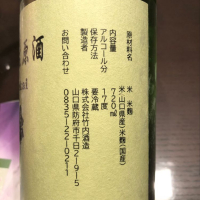 原材料名 米 米麹
米(山口県産)米麹(国産)
内容量 720ml
アルコール分 17度
保存方法 要冷蔵
製造者 株式会社竹内酒造
山口県防府市千日2-9-5
お問い合わせ 0835-22-0211
原酒